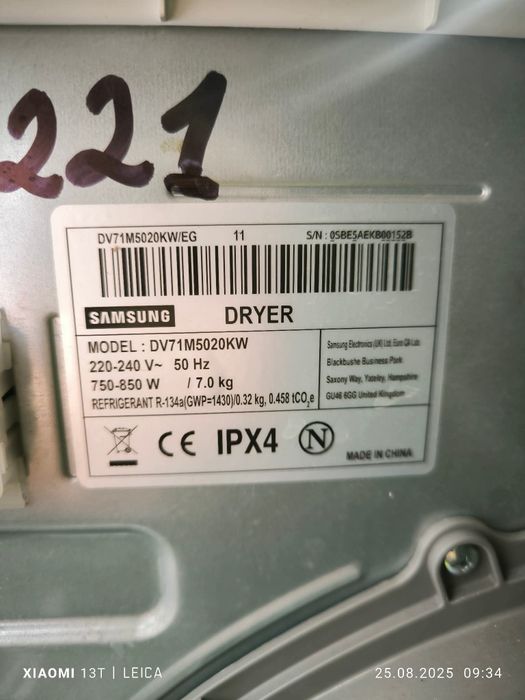 221
DV71M5020KW/EG 11 S/N : 0SBE5AEKB00152B
SAMSUNG DRYER
MODEL : DV71M5020KW
220-240 V~ 50 Hz
750-850 W / 7.0 kg
REFRIGERANT R-134a(GWP=1430)/0.32 kg, 0.458 tCO₂e
Samsung Electronics (UK) Ltd, Euro QA Lab.
Blackbushe Business Park
Saxony Way, Yateley, Hampshire
GU46 6GG United Kingdom
CE IPX4 N
MADE IN CHINA
XIAOMI 13T | LEICA
25.08.2025 09:34